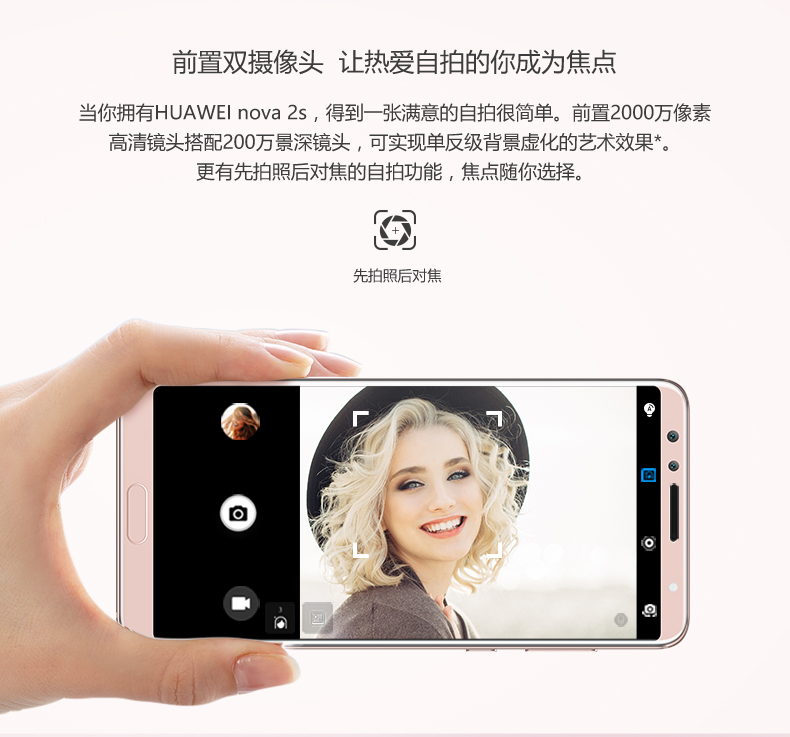 前置双摄像头 让热爱自拍的你成为焦点
当你拥有HUAWEI nova 2s，得到一张满意的自拍很简单。前置2000万像素
高清镜头搭配200万景深镜头，可实现单反级背景虚化的艺术效果*。
更有先拍照后对焦的自拍功能，焦点随你选择。
先拍照后对焦